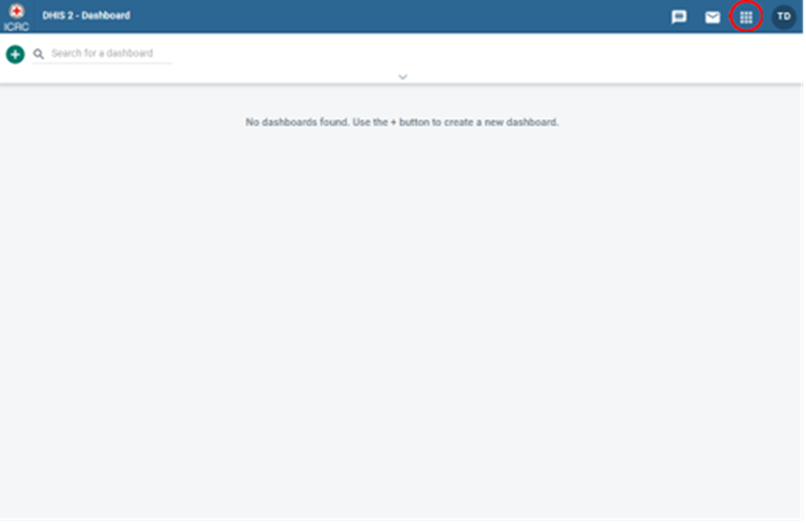 ICRC
DHIS 2 - Dashboard
TD
Search for a dashboard
No dashboards found. Use the + button to create a new dashboard.